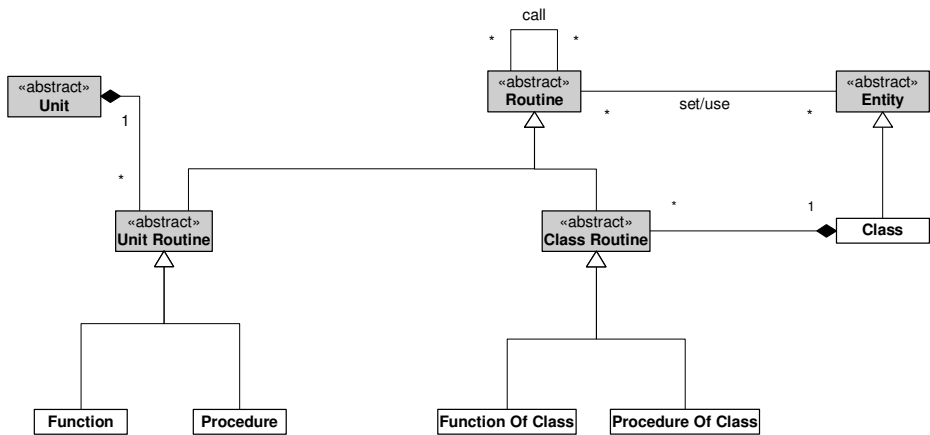 call
* *
«abstract»
Unit
«abstract»
Routine
«abstract»
Entity
set/use
1
* *
*
* 1
«abstract»
Unit Routine
«abstract»
Class Routine
Class
Function
Procedure
Function Of Class
Procedure Of Class